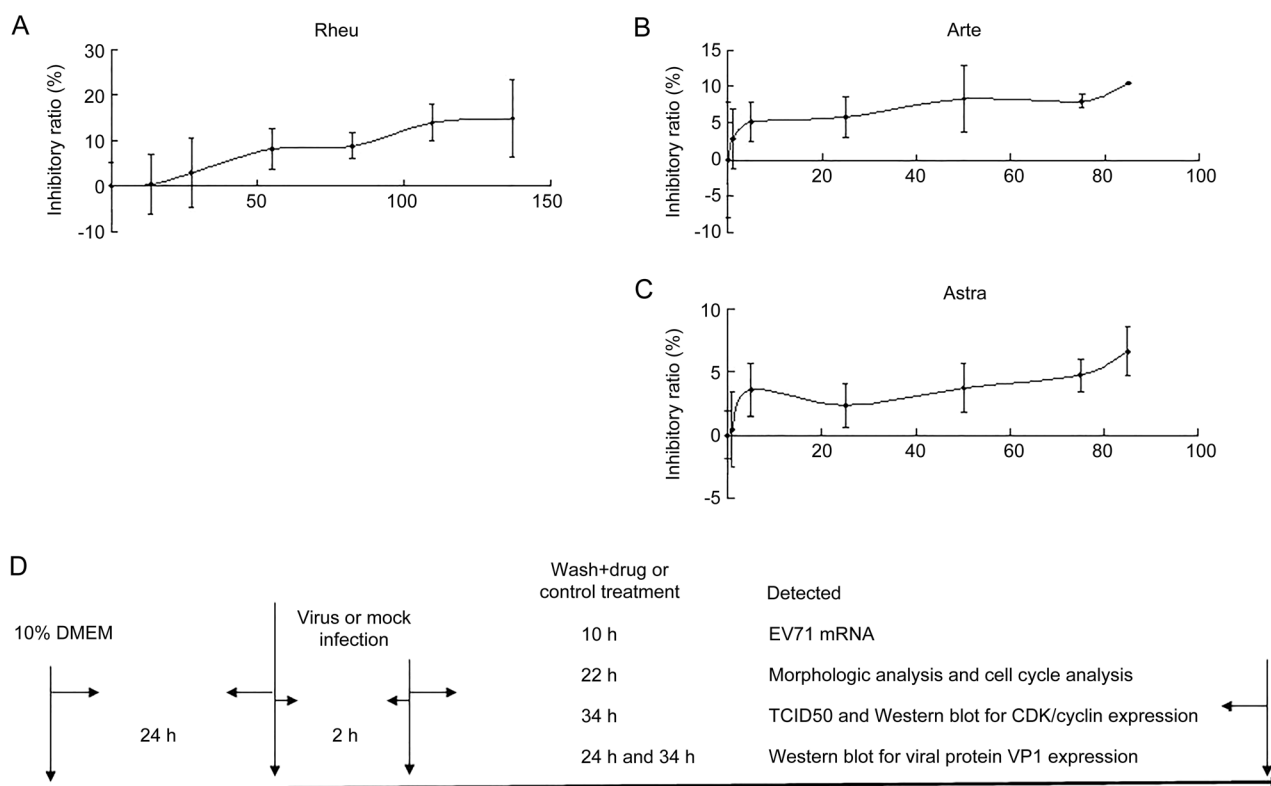 A
Rheu
Inhibitory ratio (%)
30
20
10
0
-10
50
100
150
B
Arte
Inhibitory ratio (%)
15
10
5
0
-5
-10
20
40
60
80
100
C
Astra
Inhibitory ratio (%)
10
5
0
-5
20
40
60
80
100
D
10% DMEM
24 h
Virus or mock
infection
2 h
Wash+drug or
control treatment
Detected
10 h EV71 mRNA
22 h Morphologic analysis and cell cycle analysis
34 h TCID50 and Western blot for CDK/cyclin expression
24 h and 34 h Western blot for viral protein VP1 expression